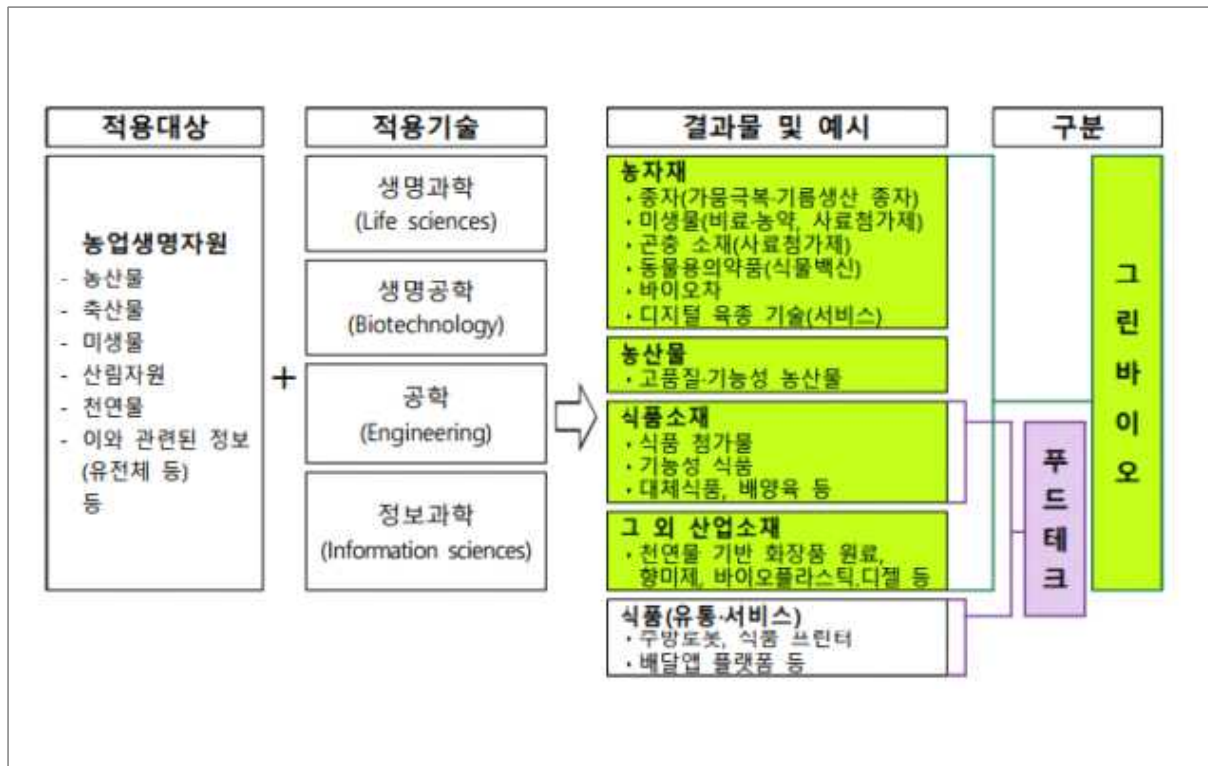 적용대상
적용기술
결과물 및 예시
구분
농업생명자원
- 농산물
- 축산물
- 미생물
- 산림자원
- 천연물
- 이와 관련된 정보
(유전체 등)
등
+
생명과학
(Life sciences)
생명공학
(Biotechnology)
공학
(Engineering)
정보과학
(Information sciences)
농자재
· 종자(가뭄극복·기름생산 종자)
· 미생물(비료·농약, 사료첨가제)
· 곤충 소재(사료첨가제)
· 동물용의약품(식물백신)
· 바이오차
· 디지털 육종 기술(서비스)
농산물
· 고품질·기능성 농산물
식품소재
· 식품 첨가물
· 기능성 식품
· 대체식품, 배양육 등
그 외 산업소재
· 천연물 기반 화장품 원료,
향미제, 바이오플라스틱,디젤 등
식품(유통·서비스)
· 주방로봇, 식품 프린터
· 배달앱 플랫폼 등
푸드테크
그린바이오